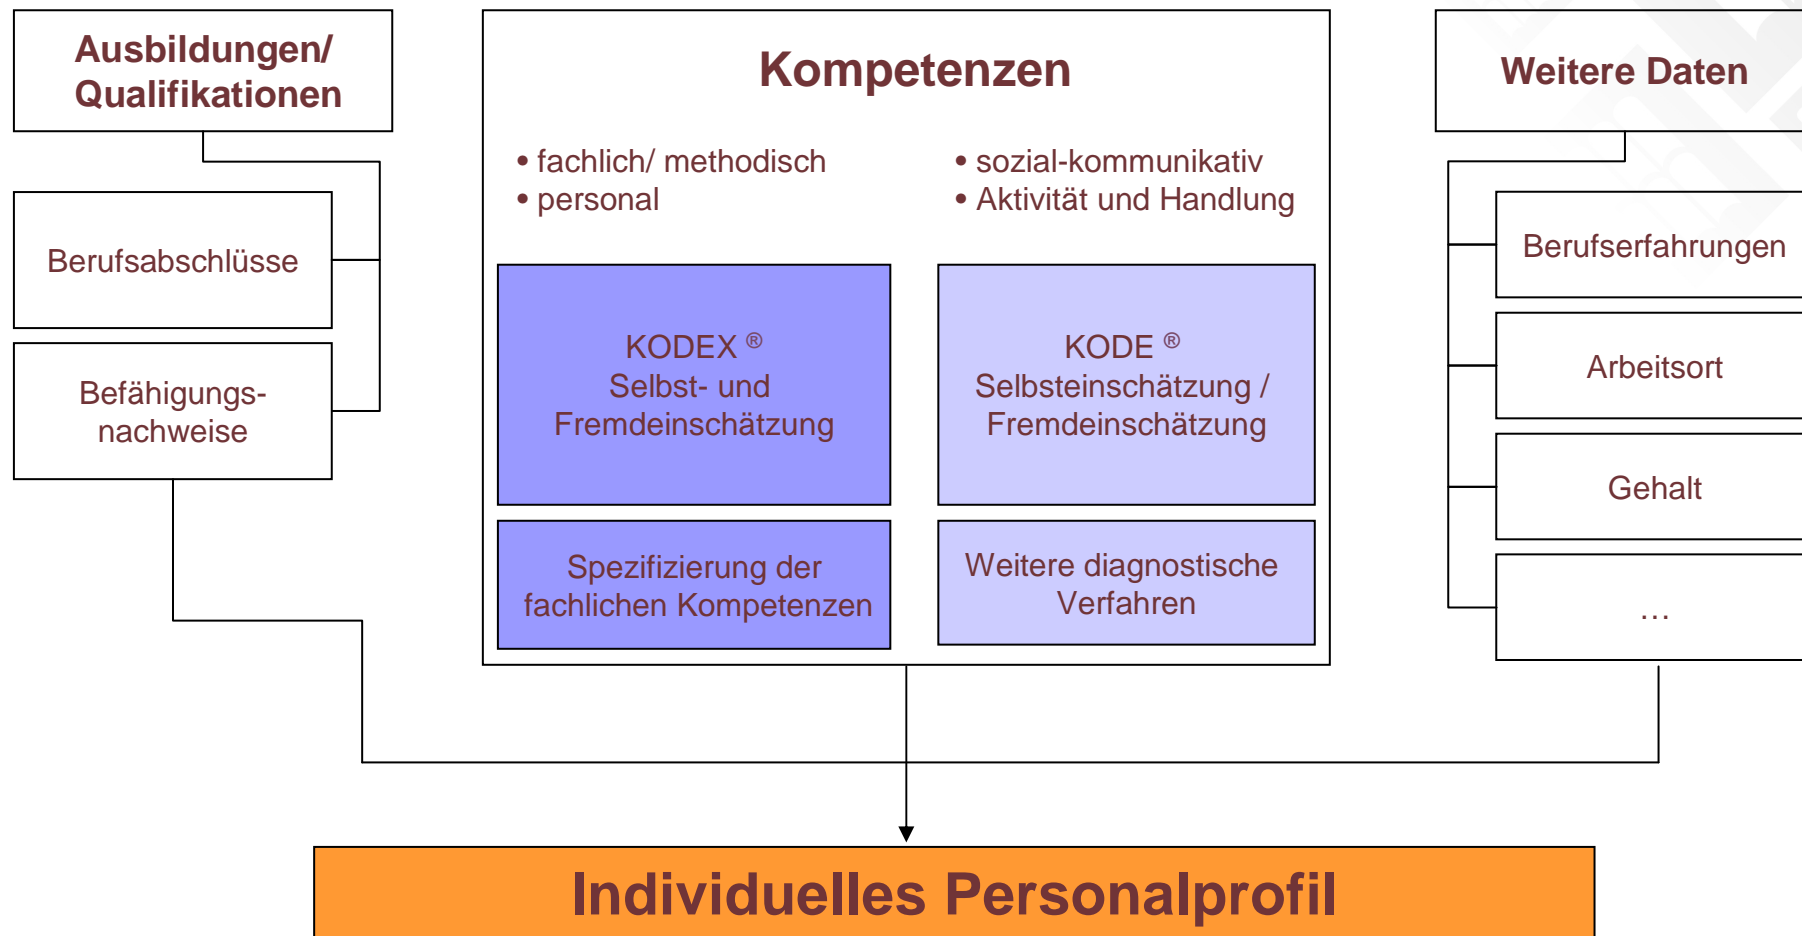 Ausbildungen/
Qualifikationen
Berufsabschlüsse
Befähigungs-
nachweise
Kompetenzen
• fachlich/ methodisch
• personal
• sozial-kommunikativ
• Aktivität und Handlung
KODEX ®
Selbst- und
Fremdeinschätzung
KODE ®
Selbsteinschätzung /
Fremdeinschätzung
Spezifizierung der
fachlichen Kompetenzen
Weitere diagnostische
Verfahren
Weitere Daten
Berufserfahrungen
Arbeitsort
Gehalt
…
Individuelles Personalprofil